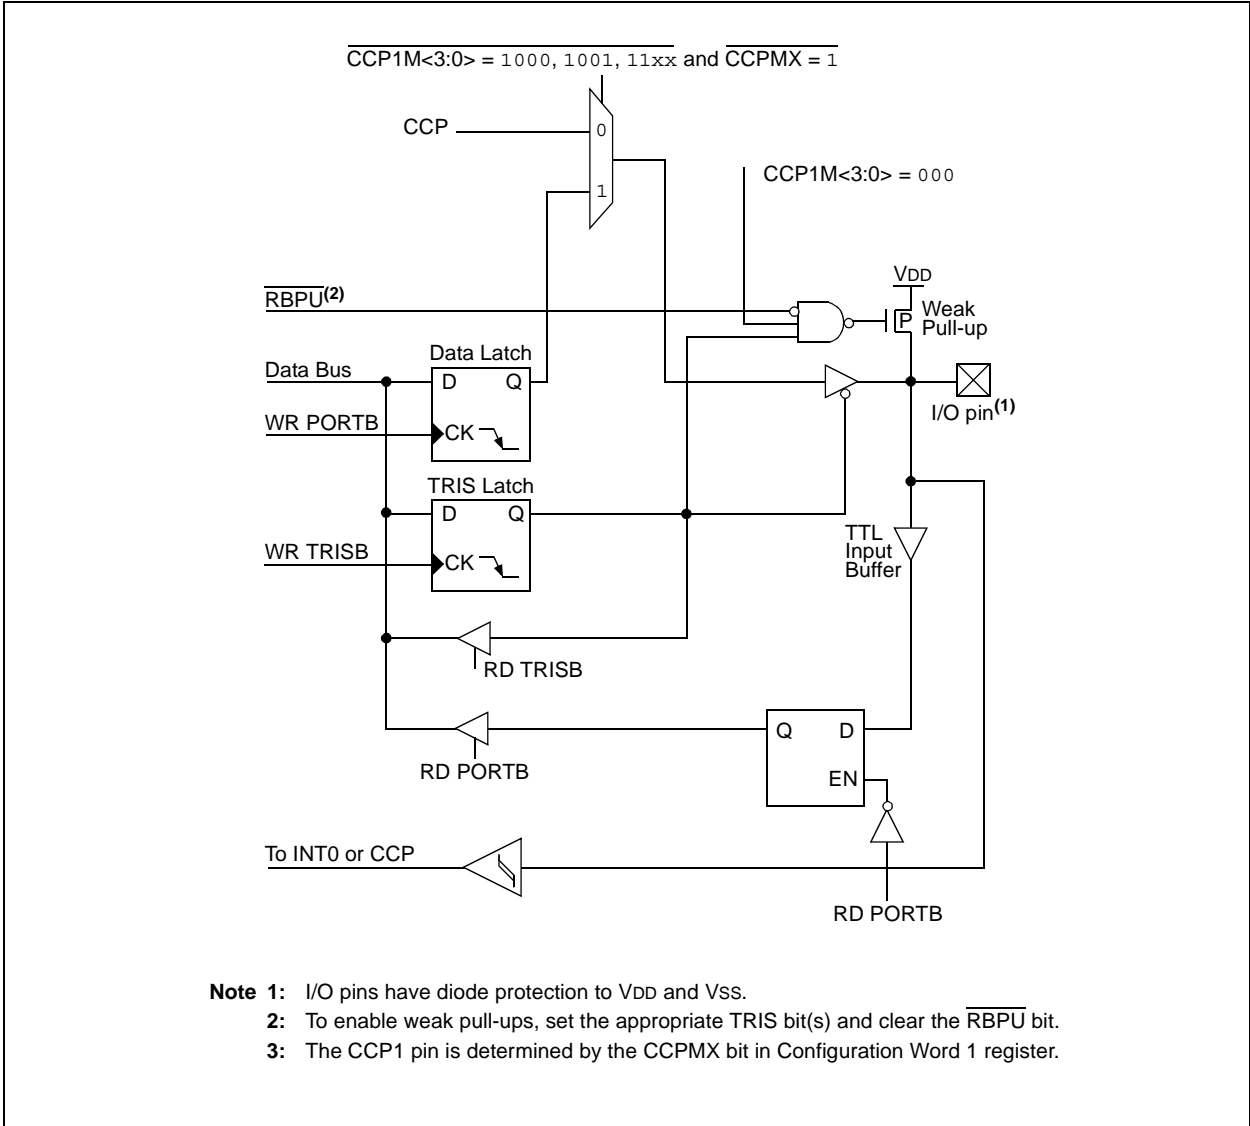 CCP1M<3:0> = 1000, 1001, 11xx and CCPMX = 1
CCP
0
1
CCP1M<3:0> = 000
VDD
RBPU(2)
P
Weak
Pull-up
Data Bus
Data Latch
D Q
I/O pin(1)
WR PORTB
CK
TRIS Latch
D Q
TTL
Input
Buffer
WR TRISB
CK
RD TRISB
Q D
RD PORTB
EN
To INT0 or CCP
RD PORTB
Note 1: I/O pins have diode protection to VDD and VSS.
2: To enable weak pull-ups, set the appropriate TRIS bit(s) and clear the RBPU bit.
3: The CCP1 pin is determined by the CCPMX bit in Configuration Word 1 register.